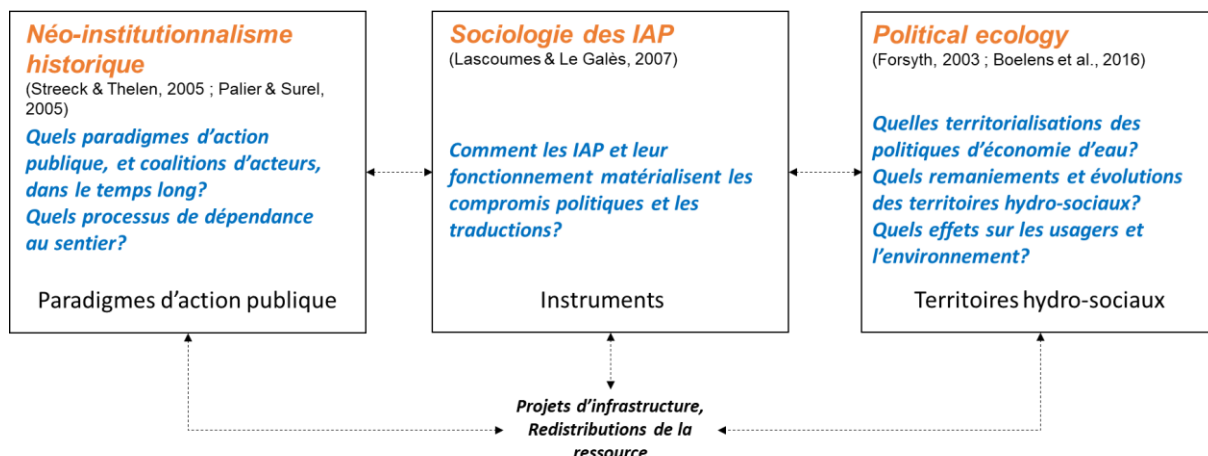 Néo-institutionnalisme
historique
(Streeck & Thelen, 2005 ; Palier & Surel,
2005)
Quels paradigmes d'action
publique, et coalitions d'acteurs,
dans le temps long?
Quels processus de dépendance
au sentier?
Paradigmes d'action publique
Sociologie des IAP
(Lascoumes & Le Galès, 2007)
Comment les IAP et leur
fonctionnement matérialisent les
compromis politiques et les
traductions?
Instruments
Political ecology
(Forsyth, 2003 ; Boelens et al., 2016)
Quelles territorialisations des
politiques d'économie d'eau?
Quels remaniements et évolutions
des territoires hydro-sociaux?
Quels effets sur les usagers et
l'environnement?
Territoires hydro-sociaux
Projets d'infrastructure,
Redistributions de la
ressource